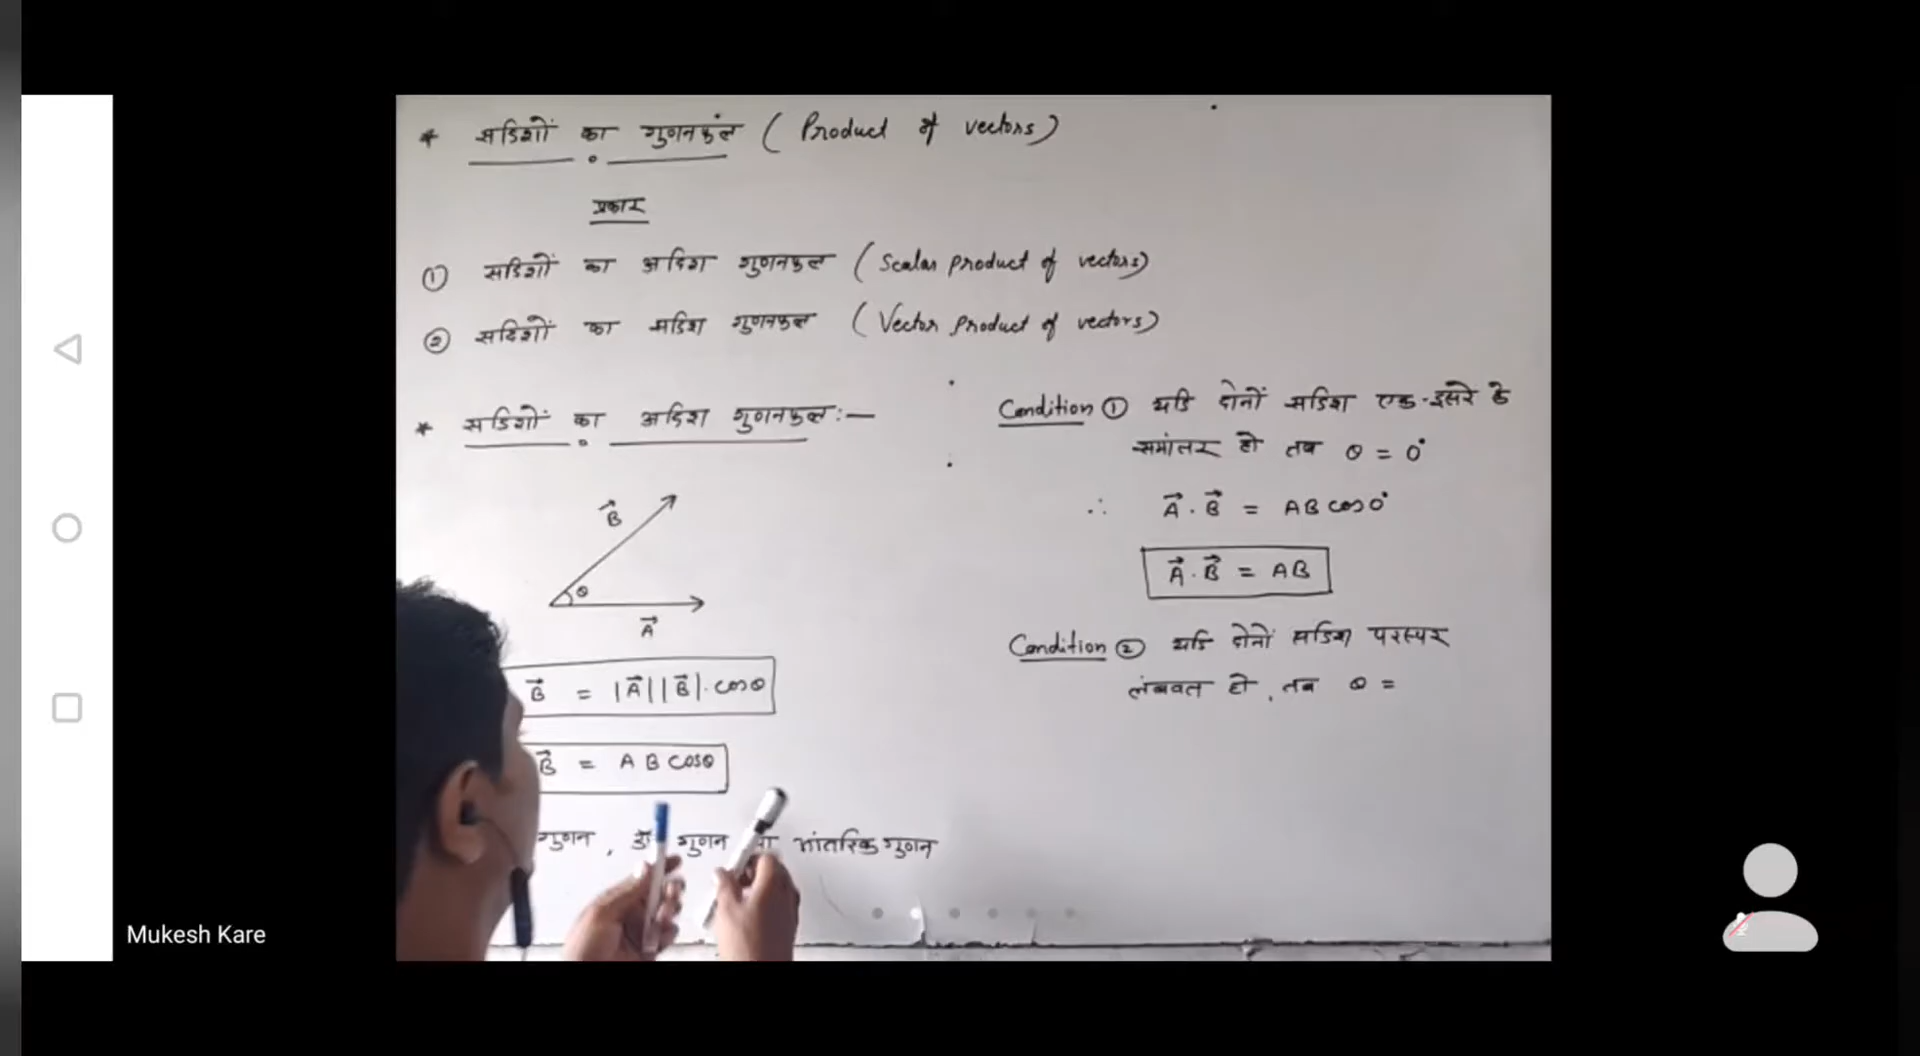 * सदिशों का गुणनफल ( Product of vectors )
प्रकार
① सदिशों का अदिश गुणनफल ( Scalar product of vectors )
② सदिशों का सदिश गुणनफल ( Vector product of vectors )
* सदिशों का अदिश गुणनफल :—
B⃗
θ
A⃗
B⃗ = |A⃗| |B⃗| . cosθ
B⃗ = A B cosθ
गुणन , डॉट गुणन या आंतरिक गुणन
Condition ① यदि दोनों सदिश एक-दूसरे के
समांतर हो तब θ = 0°
∴ A⃗ . B⃗ = AB cos0°
A⃗ . B⃗ = AB
Condition ② यदि दोनों सदिश परस्पर
लंबवत हो , तब θ =
Mukesh Kare